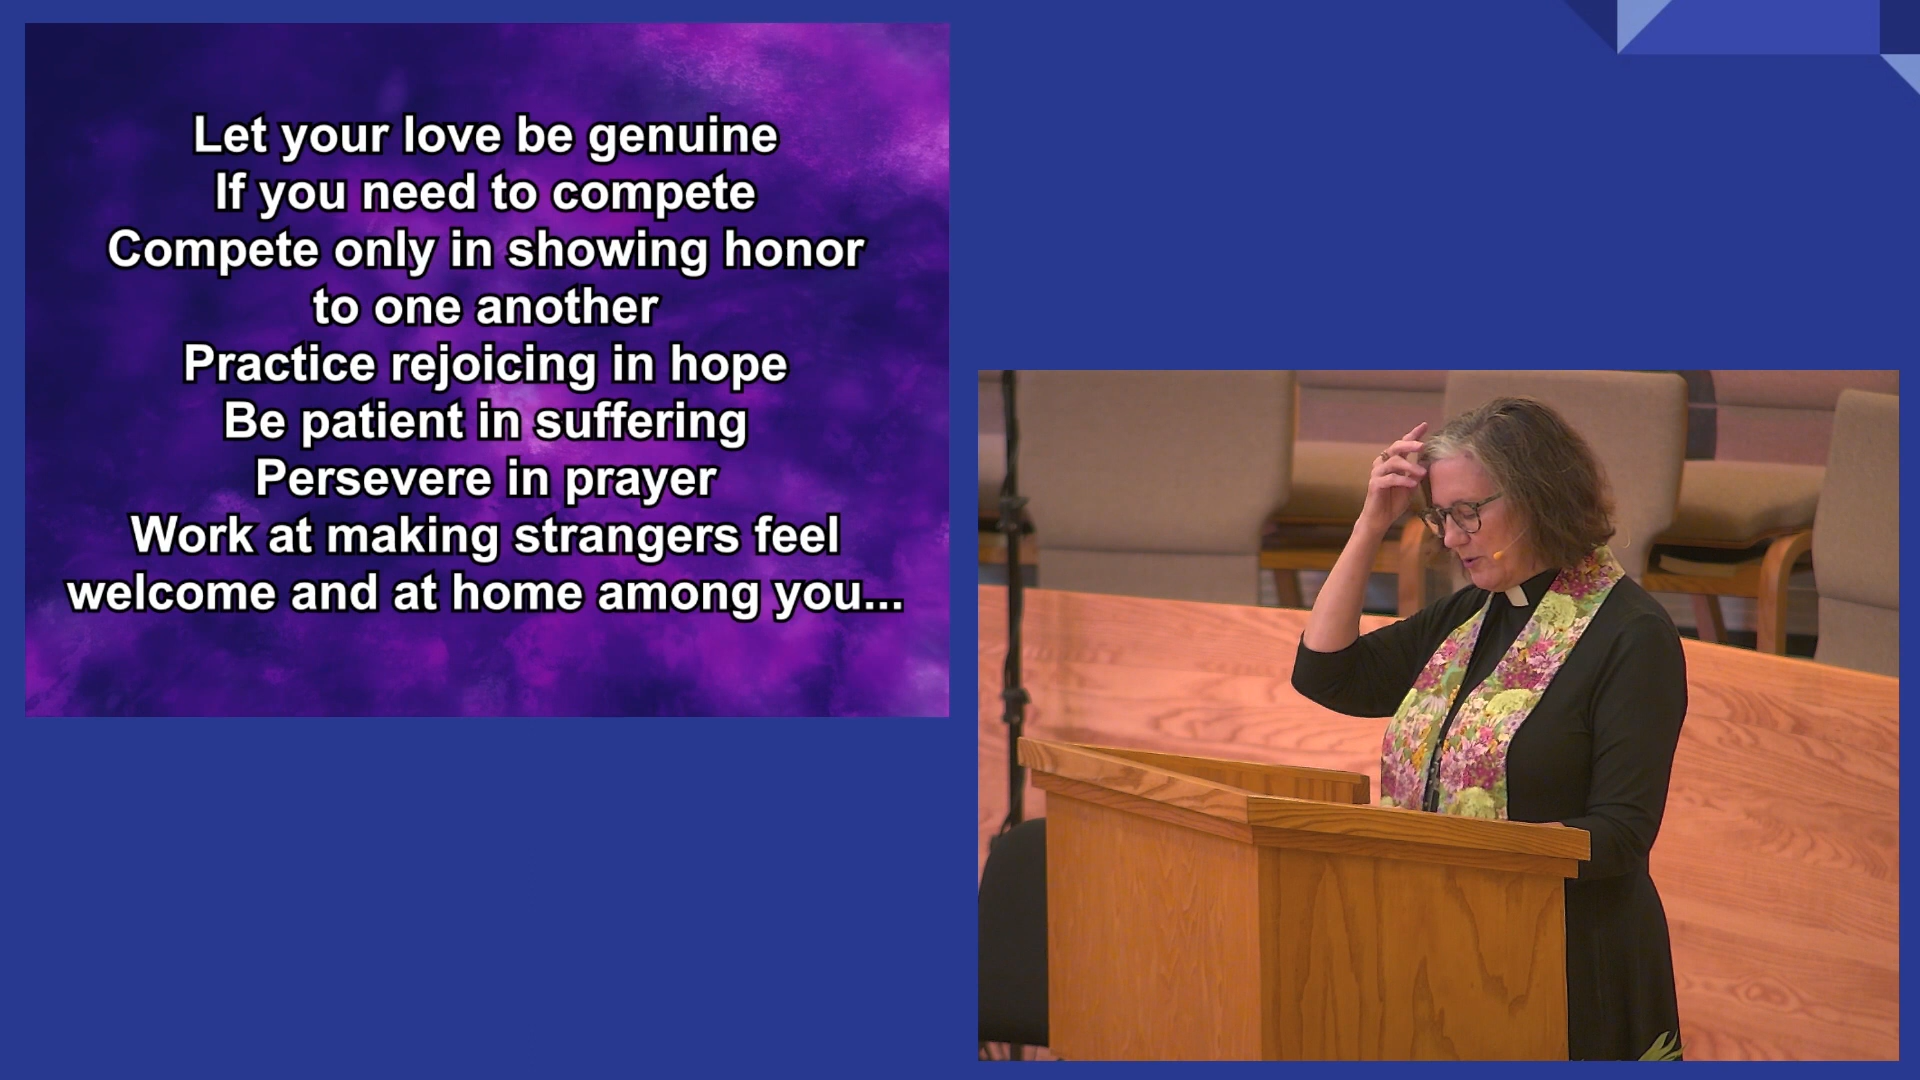 Let your love be genuine
If you need to compete
Compete only in showing honor
to one another
Practice rejoicing in hope
Be patient in suffering
Persevere in prayer
Work at making strangers feel
welcome and at home among you...